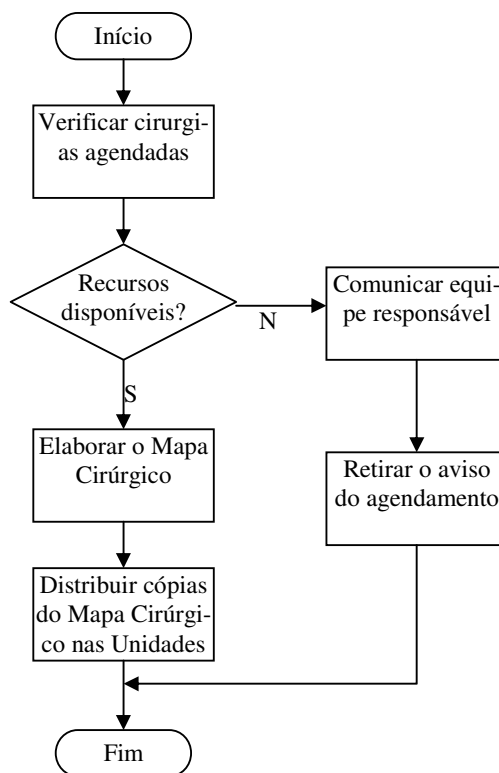 Início
Verificar cirurgi-
as agendadas
Recursos
disponíveis?
N
Comunicar equi-
pe responsável
S
Elaborar o Mapa
Cirúrgico
Retirar o aviso
do agendamento
Distribuir cópias
do Mapa Cirúrgi-
co nas Unidades
Fim